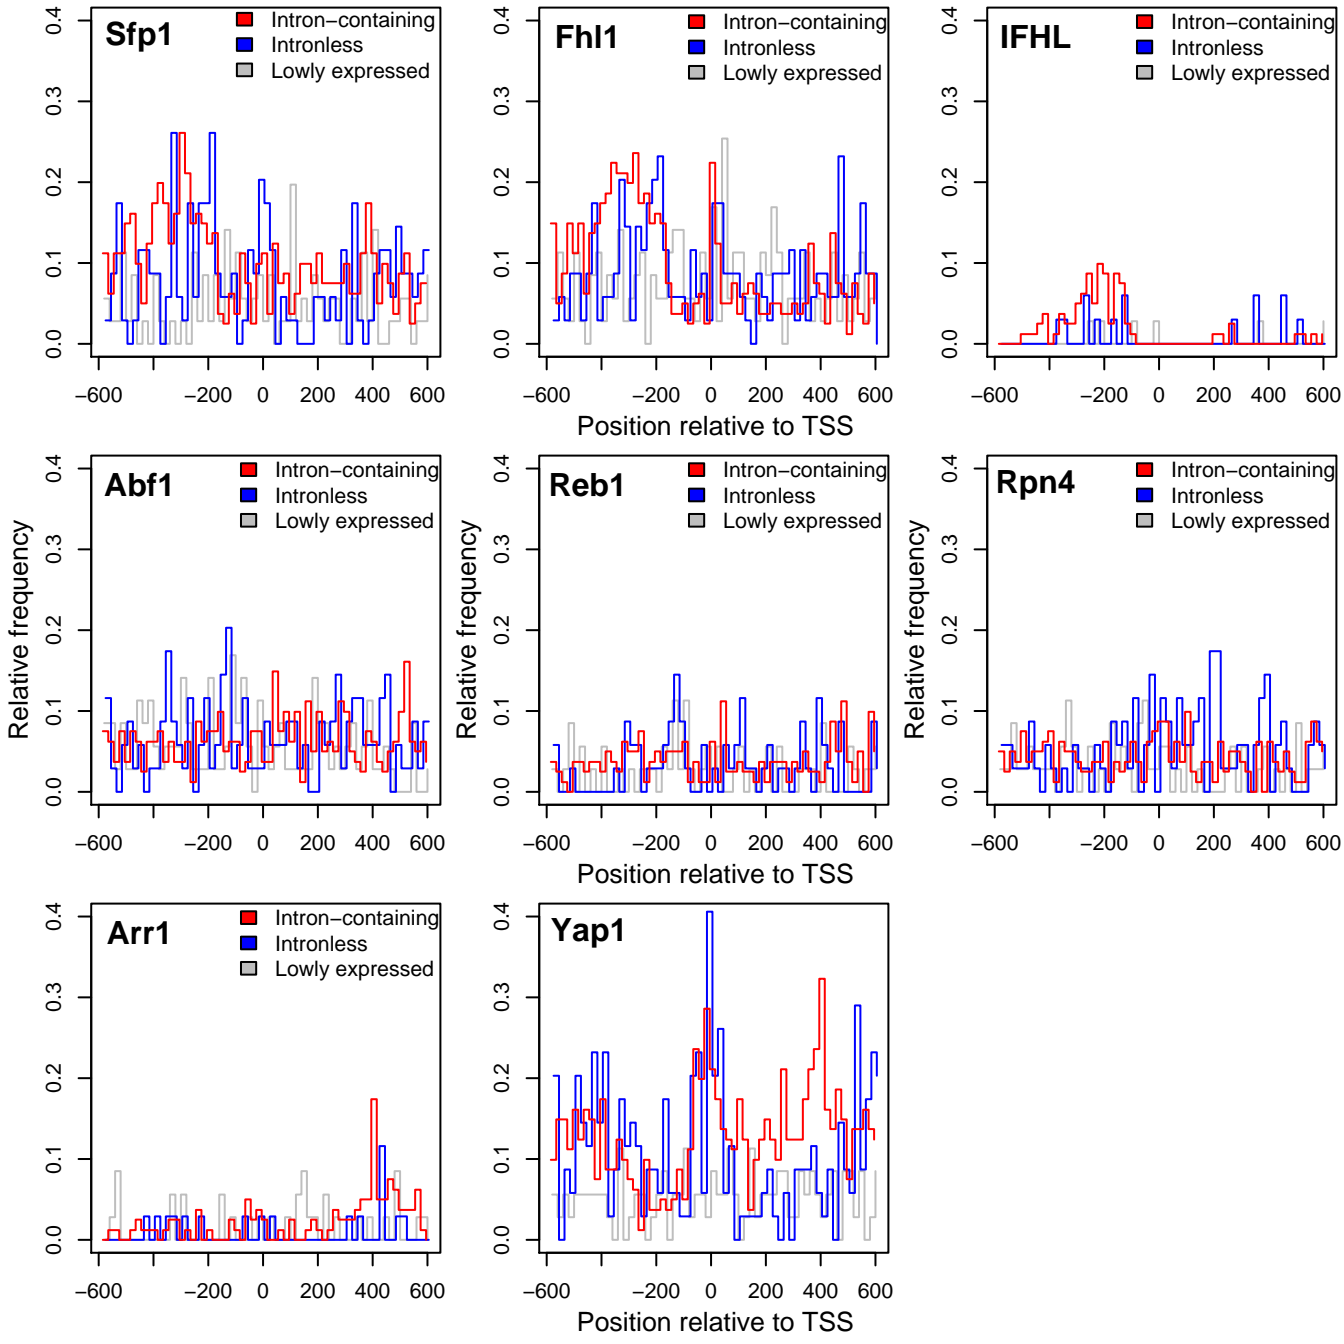 Sfp1
Intron−containing
Intronless
Lowly expressed
0.0 0.1 0.2 0.3 0.4
−600 −200 0 200 400 600
Fhl1
Intron−containing
Intronless
Lowly expressed
0.0 0.1 0.2 0.3 0.4
−600 −200 0 200 400 600
Position relative to TSS
IFHL
Intron−containing
Intronless
Lowly expressed
0.0 0.1 0.2 0.3 0.4
−600 −200 0 200 400 600
Abf1
Intron−containing
Intronless
Lowly expressed
Relative frequency
0.0 0.1 0.2 0.3 0.4
−600 −200 0 200 400 600
Reb1
Intron−containing
Intronless
Lowly expressed
Relative frequency
0.0 0.1 0.2 0.3 0.4
−600 −200 0 200 400 600
Position relative to TSS
Rpn4
Intron−containing
Intronless
Lowly expressed
Relative frequency
0.0 0.1 0.2 0.3 0.4
−600 −200 0 200 400 600
Arr1
Intron−containing
Intronless
Lowly expressed
0.0 0.1 0.2 0.3 0.4
−600 −200 0 200 400 600
Yap1
0.0 0.1 0.2 0.3 0.4
−600 −200 0 200 400 600
Position relative to TSS